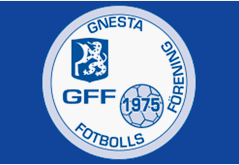 GNESTA
FÖRENING
GFF
1975
FOTBOLLS